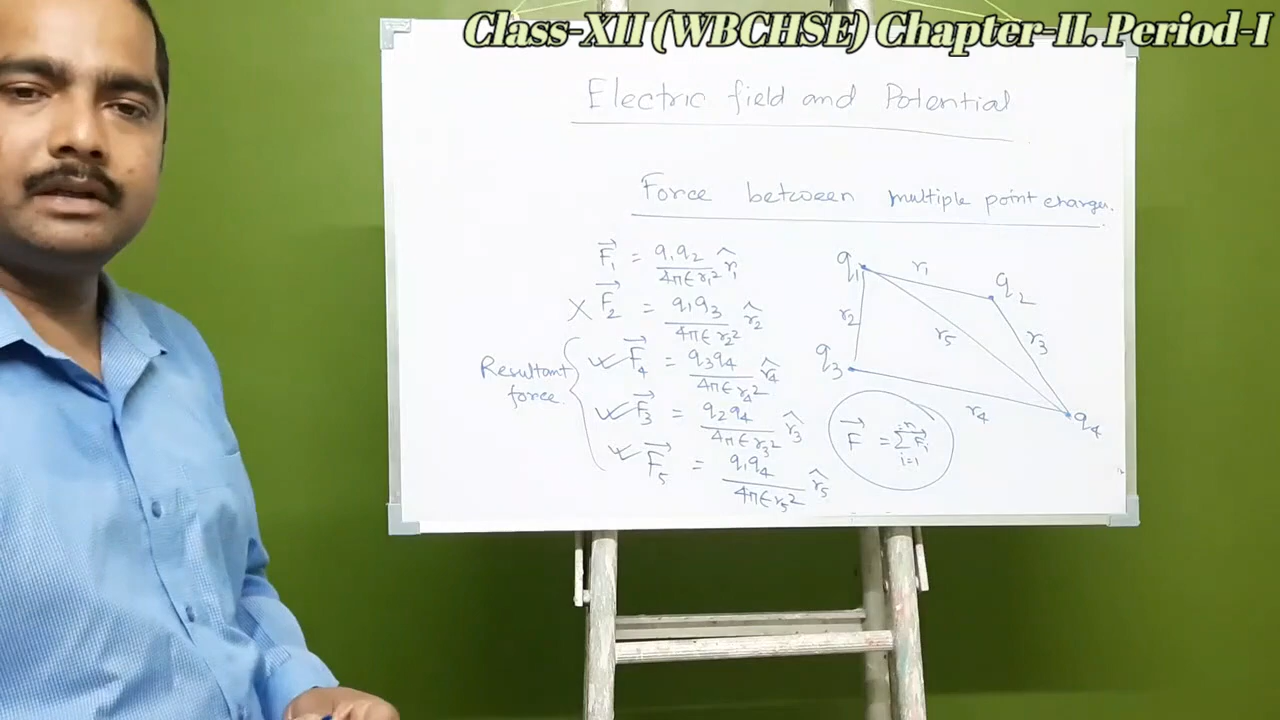 Class-XII (WBCHSE) Chapter-II. Period-I
Electric field and Potential
Force between multiple point charges.
F⃗₁ = q₁q₂ / 4πϵr₁² r̂₁
× F⃗₂ = q₁q₃ / 4πϵr₂² r̂₂
Resultant force.
✓ F⃗₄ = q₃q₄ / 4πϵr₄² r̂₄
✓ F⃗₃ = q₂q₄ / 4πϵr₃² r̂₃
✓ F⃗₅ = q₁q₄ / 4πϵr₅² r̂₅
q₁
r₁
q₂
r₂
r₅
r₃
q₃
r₄
q₄
F⃗ = Σᵢ₌₁ⁿ F⃗ᵢ